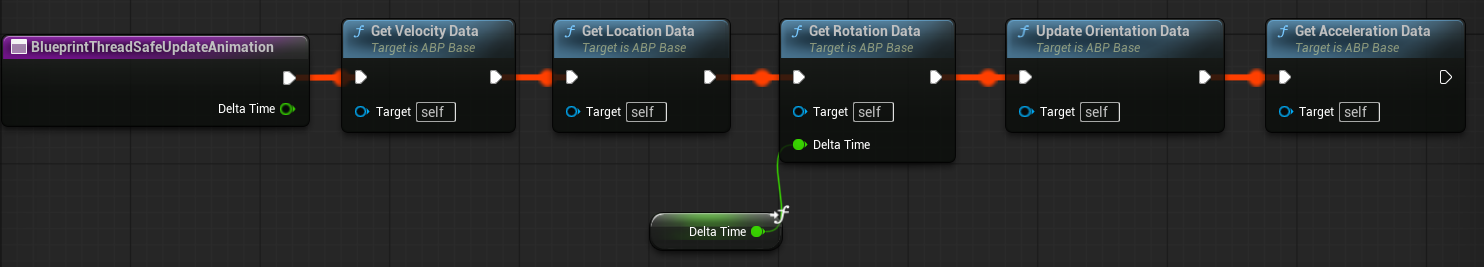 BlueprintThreadSafeUpdateAnimation
Delta Time
Get Velocity Data
Target is ABP Base
Target self
Get Location Data
Target is ABP Base
Target self
Get Rotation Data
Target is ABP Base
Target self
Delta Time
Update Orientation Data
Target is ABP Base
Target self
Get Acceleration Data
Target is ABP Base
Target self
Delta Time